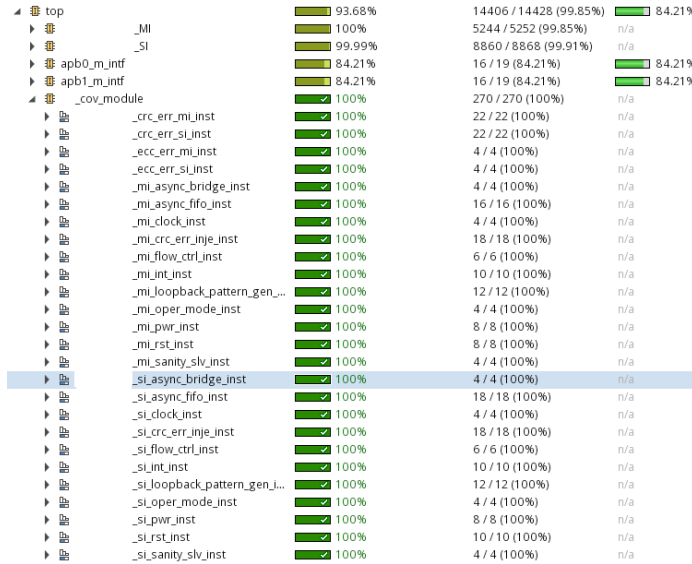 top 93.68% 14406 / 14428 (99.85%) 84.21%
_MI 100% 5244 / 5252 (99.85%)
_SI 99.99% 8860 / 8868 (99.91%)
apb0_m_intf 84.21% 16 / 19 (84.21%) 84.21%
apb1_m_intf 84.21% 16 / 19 (84.21%) 84.21%
_cov_module 100% 270 / 270 (100%) n/a
_crc_err_mi_inst 100% 22 / 22 (100%) n/a
_crc_err_si_inst 100% 22 / 22 (100%) n/a
_ecc_err_mi_inst 100% 4 / 4 (100%) n/a
_ecc_err_si_inst 100% 4 / 4 (100%) n/a
_mi_async_bridge_inst 100% 4 / 4 (100%) n/a
_mi_async_fifo_inst 100% 16 / 16 (100%) n/a
_mi_clock_inst 100% 4 / 4 (100%) n/a
_mi_crc_err_inje_inst 100% 18 / 18 (100%) n/a
_mi_flow_ctrl_inst 100% 6 / 6 (100%) n/a
_mi_int_inst 100% 10 / 10 (100%) n/a
_mi_loopback_pattern_gen_... 100% 12 / 12 (100%) n/a
_mi_oper_mode_inst 100% 4 / 4 (100%) n/a
_mi_pwr_inst 100% 8 / 8 (100%) n/a
_mi_rst_inst 100% 8 / 8 (100%) n/a
_mi_sanity_slv_inst 100% 4 / 4 (100%) n/a
_si_async_bridge_inst 100% 4 / 4 (100%) n/a
_si_async_fifo_inst 100% 18 / 18 (100%) n/a
_si_clock_inst 100% 4 / 4 (100%) n/a
_si_crc_err_inje_inst 100% 18 / 18 (100%) n/a
_si_flow_ctrl_inst 100% 6 / 6 (100%) n/a
_si_int_inst 100% 10 / 10 (100%) n/a
_si_loopback_pattern_gen_i... 100% 12 / 12 (100%) n/a
_si_oper_mode_inst 100% 4 / 4 (100%) n/a
_si_pwr_inst 100% 8 / 8 (100%) n/a
_si_rst_inst 100% 10 / 10 (100%) n/a
_si_sanity_slv_inst 100% 4 / 4 (100%) n/a